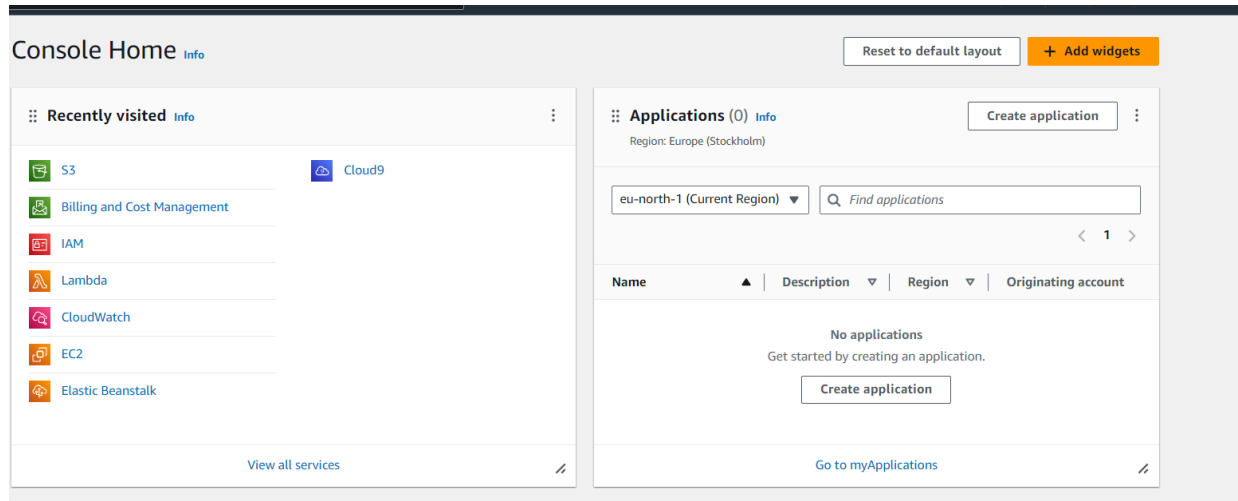 Console Home Info
Reset to default layout
+ Add widgets
Recently visited Info
S3
Billing and Cost Management
IAM
Lambda
CloudWatch
EC2
Elastic Beanstalk
Cloud9
View all services
Applications (0) Info
Region: Europe (Stockholm)
Create application
eu-north-1 (Current Region)
Find applications
1
Name Description Region Originating account
No applications
Get started by creating an application.
Create application
Go to myApplications